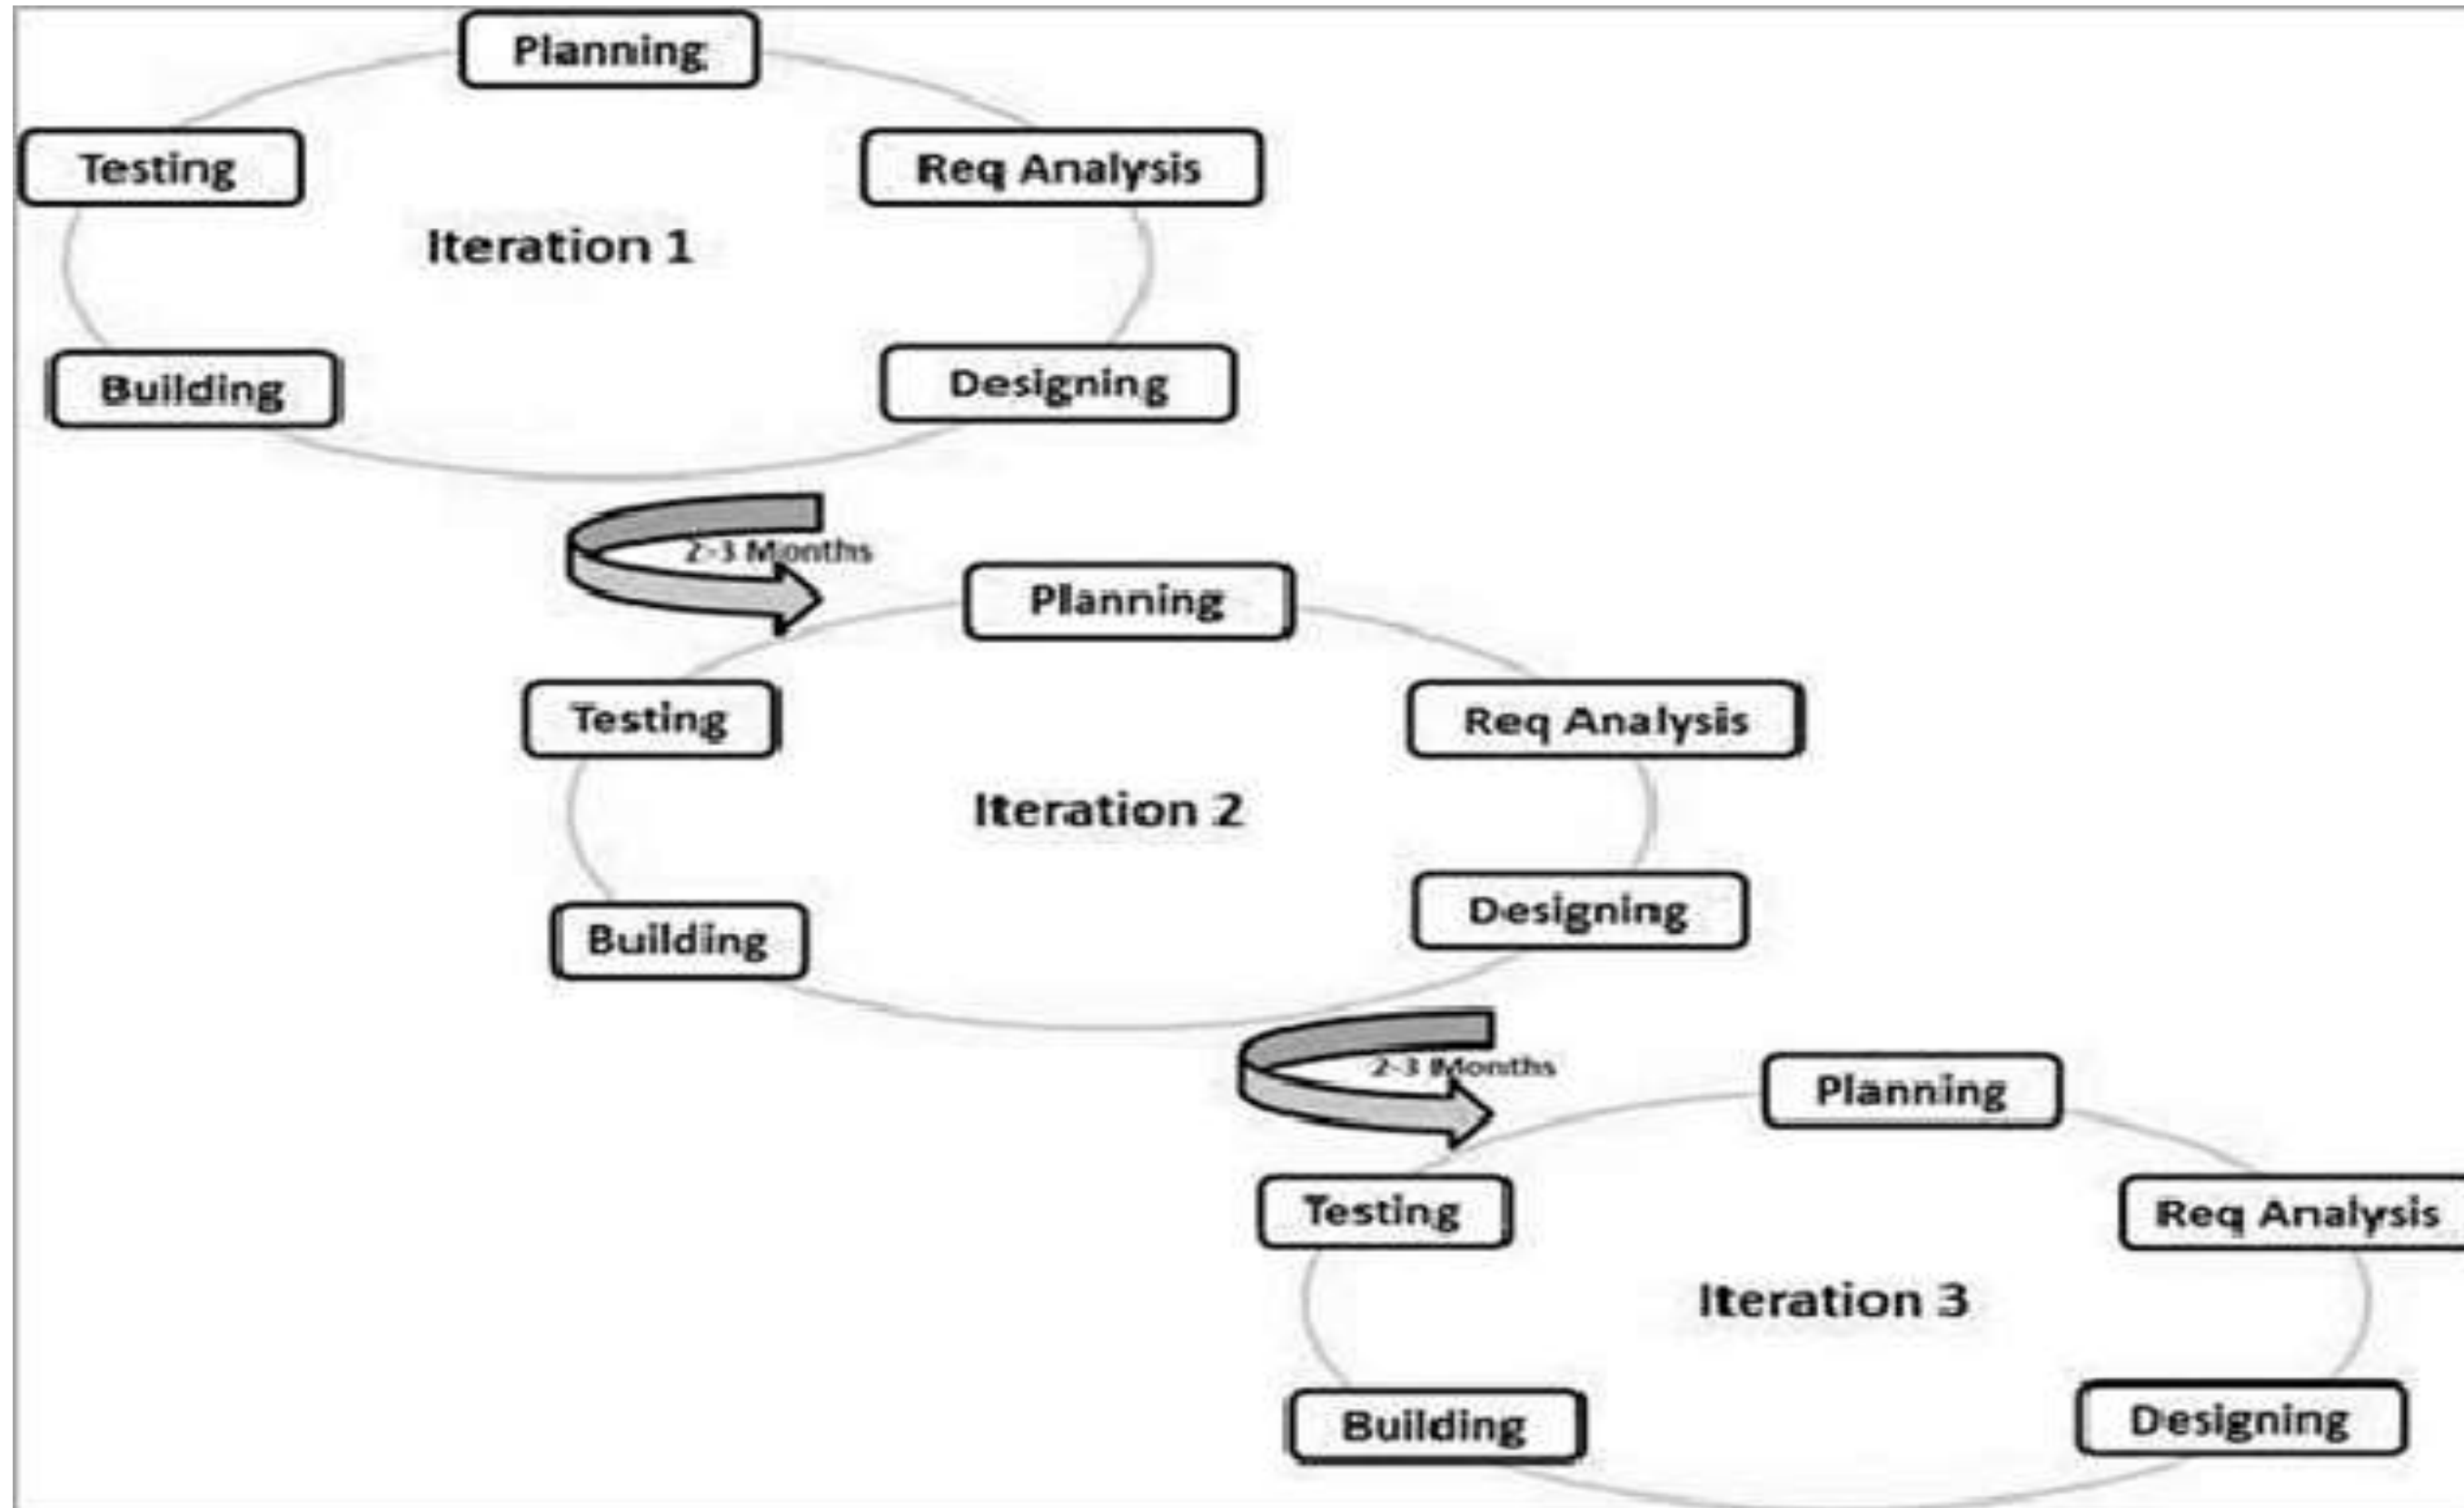 Planning
Testing
Req Analysis
Iteration 1
Building
Designing
2-3 Months
Planning
Testing
Req Analysis
Iteration 2
Building
Designing
2-3 Months
Planning
Testing
Req Analysis
Iteration 3
Building
Designing